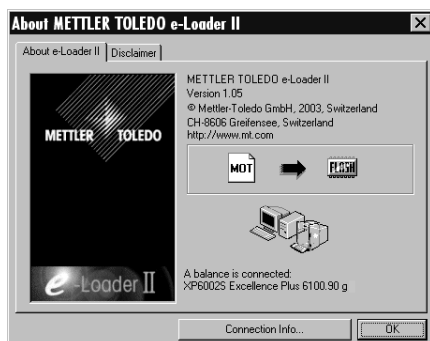 About METTLER TOLEDO e-Loader II
About e-Loader II
Disclaimer
METTLER TOLEDO
e-Loader II
METTLER TOLEDO e-Loader II
Version 1.05
© Mettler-Toledo GmbH, 2003, Switzerland
CH-8606 Greifensee, Switzerland
http://www.mt.com
MOT
FLASH
A balance is connected:
XP6002S Excellence Plus 6100.90 g
Connection Info...
OK